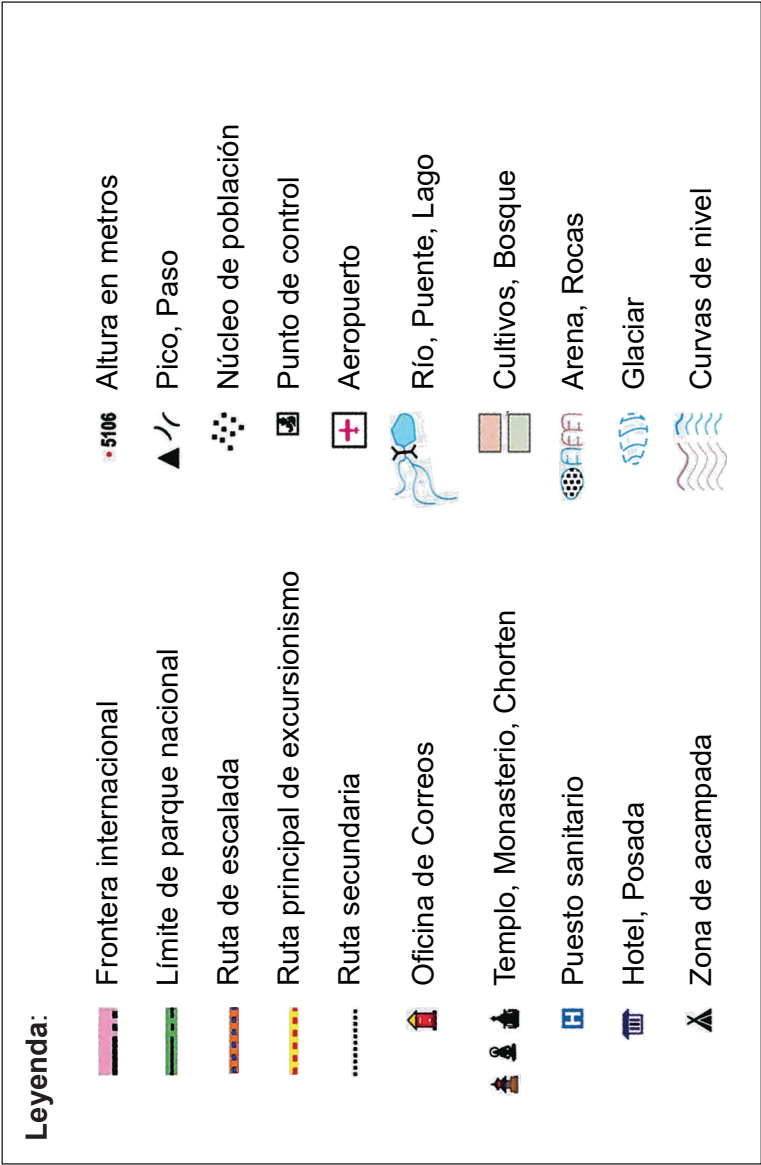 Leyenda:
Frontera internacional
Límite de parque nacional
Ruta de escalada
Ruta principal de excursionismo
Ruta secundaria
Oficina de Correos
Templo, Monasterio, Chorten
H Puesto sanitario
Hotel, Posada
Zona de acampada
5106 Altura en metros
Pico, Paso
Núcleo de población
Punto de control
Aeropuerto
Río, Puente, Lago
Cultivos, Bosque
Arena, Rocas
Glaciar
Curvas de nivel